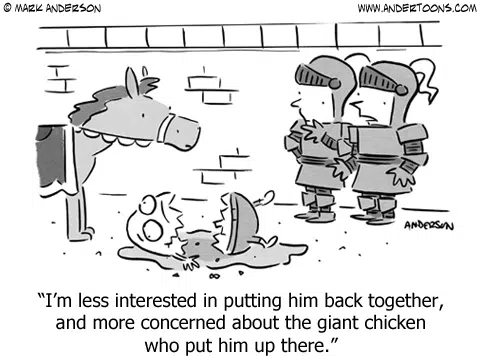 © MARK ANDERSON
WWW.ANDERTOONS.COM
ANDERSON
“I’m less interested in putting him back together,
and more concerned about the giant chicken
who put him up there.”